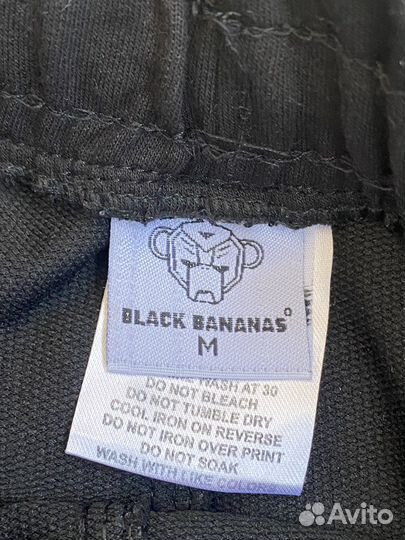 BLACK BANANAS
M
WASH AT 30
DO NOT BLEACH
DO NOT TUMBLE DRY
COOL IRON ON REVERSE
DO NOT IRON OVER PRINT
DO NOT SOAK
WASH WITH LIKE COLOR
Avito